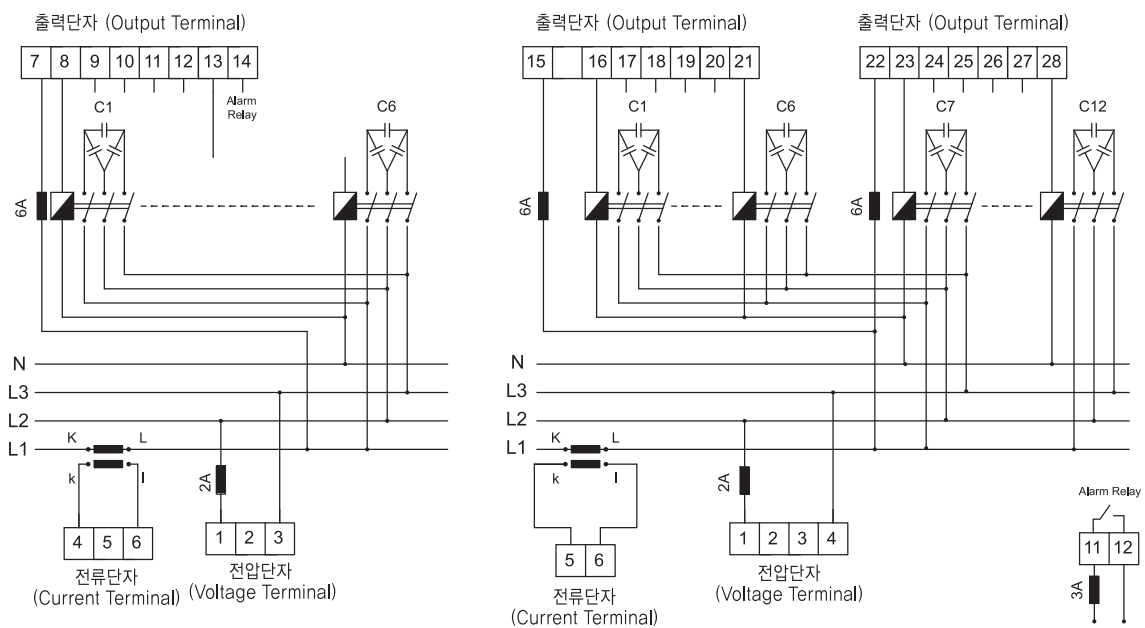 출력단자 (Output Terminal)
7 8 9 10 11 12 13 14
Alarm
Relay
C1
C6
6A
N
L3
L2
L1
K L
k l
2A
4 5 6
전류단자
(Current Terminal)
1 2 3
전압단자
(Voltage Terminal)
출력단자 (Output Terminal)
15 16 17 18 19 20 21
C1
C6
6A
출력단자 (Output Terminal)
22 23 24 25 26 27 28
C7
C12
6A
N
L3
L2
L1
K L
k l
2A
5 6
전류단자
(Current Terminal)
1 2 3 4
전압단자
(Voltage Terminal)
Alarm Relay
11 12
3A